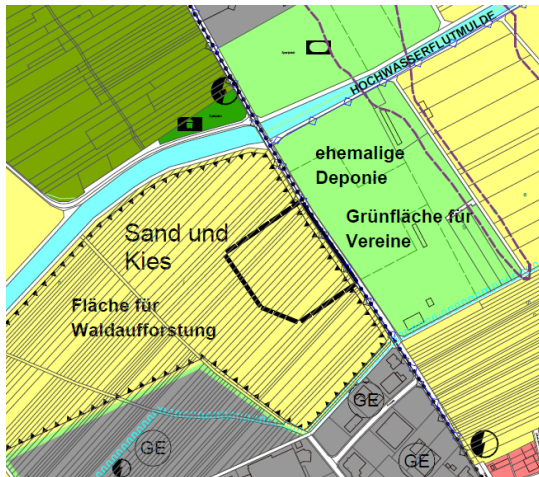 HOCHWASSERFLUTMULDE
ehemalige
Deponie
Grünfläche für
Vereine
Sand und
Kies
Fläche für
Waldaufforstung
GE
GE
GE